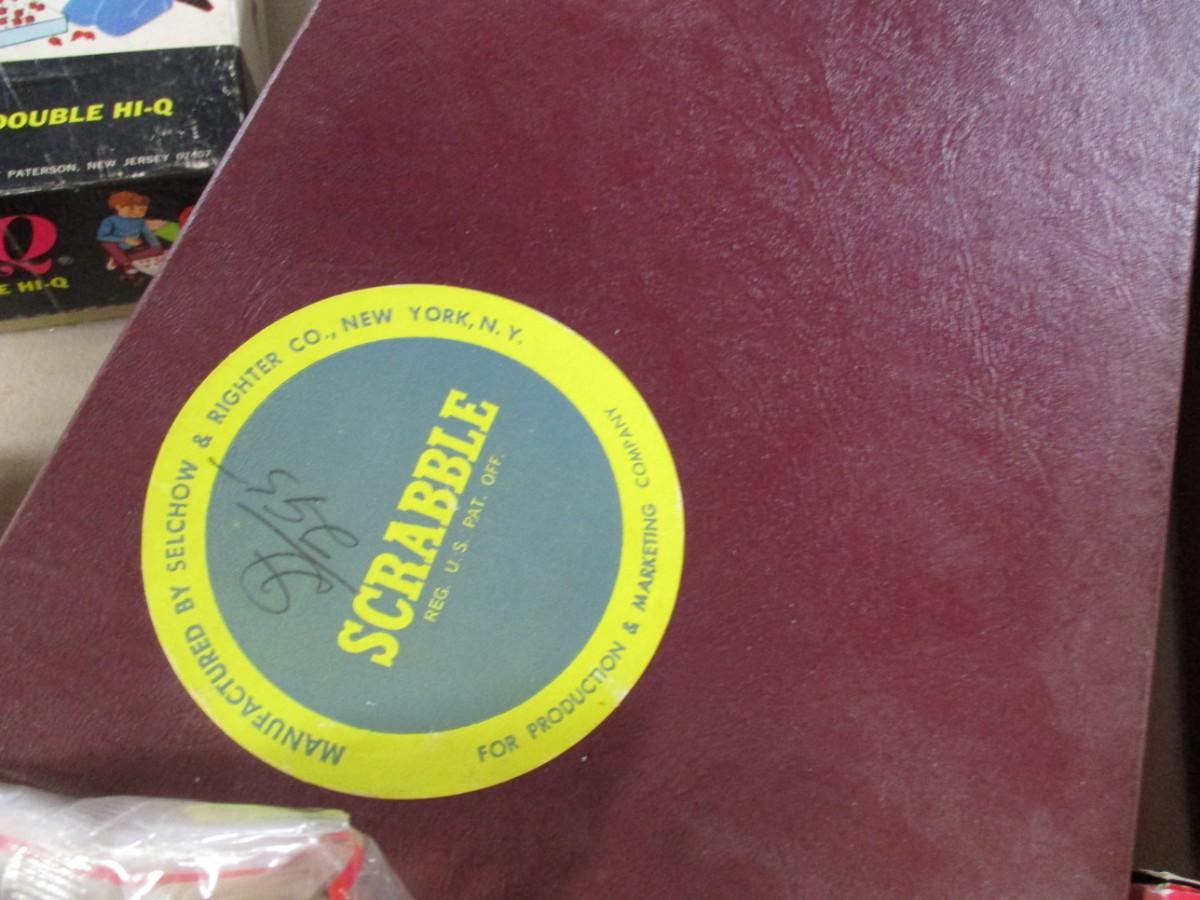 DOUBLE HI-Q
PATERSON, NEW JERSEY 07407
Q
E HI-Q
MANUFACTURED BY SELCHOW & RIGHTER CO., NEW YORK, N.Y.
SCRABBLE
REG. U.S. PAT. OFF.
FOR PRODUCTION & MARKETING COMPANY